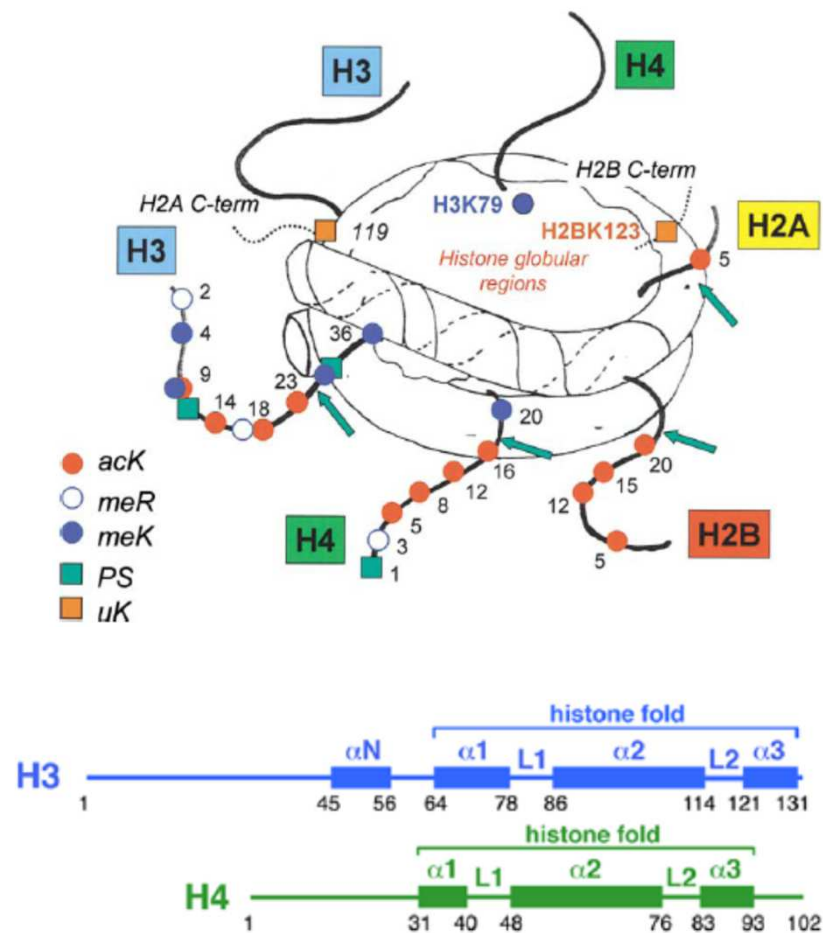 H3
H4
H2A C-term
H2B C-term
H3K79
119
H2BK123
H2A
H3
Histone globular
regions
5
2
4
36
9
23
14
18
20
16
20
12
15
8
12
5
3
1
5
H4
H2B
acK
meR
meK
PS
uK
histone fold
αN
α1
L1
α2
L2
α3
H3
1
45
56
64
78
86
114
121
131
histone fold
α1
L1
α2
L2
α3
H4
1
31
40
48
76
83
93
102